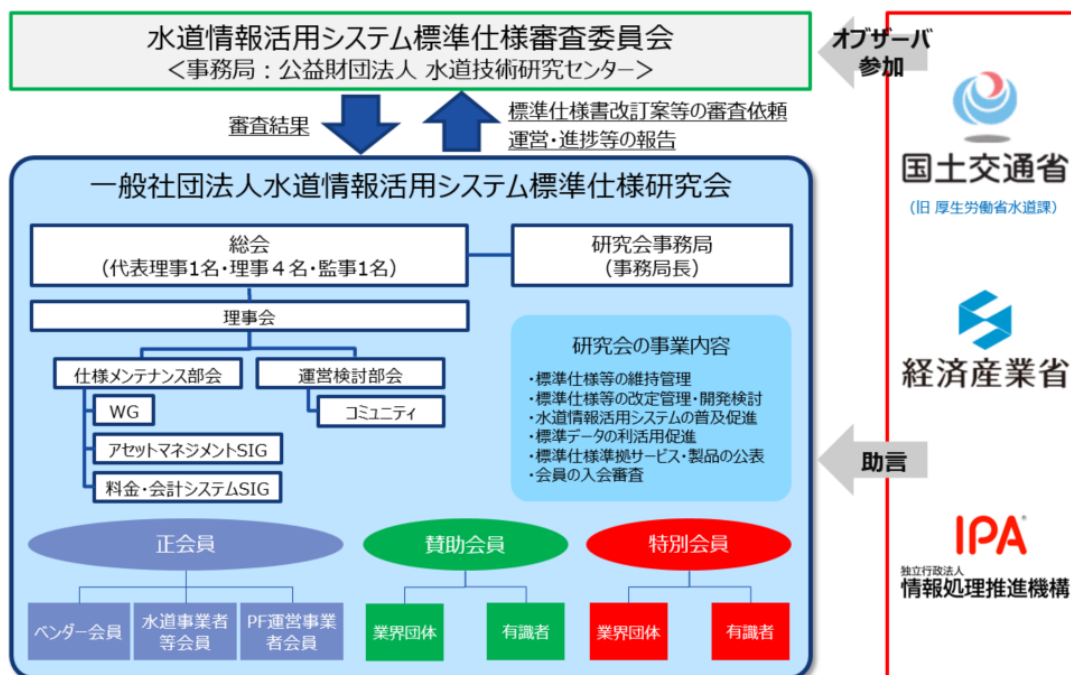 水道情報活用システム標準仕様審査委員会
<事務局：公益財団法人 水道技術研究センター>
オブザーバ
参加
審査結果
標準仕様書改訂案等の審査依頼
運営・進捗等の報告
国土交通省
（旧 厚生労働省水道課）
一般社団法人水道情報活用システム標準仕様研究会
総会
（代表理事1名・理事４名・監事1名）
研究会事務局
（事務局長）
理事会
仕様メンテナンス部会
運営検討部会
WG
コミュニティ
アセットマネジメントSIG
料金・会計システムSIG
研究会の事業内容
・標準仕様等の維持管理
・標準仕様等の改定管理・開発検討
・水道情報活用システムの普及促進
・標準データの利活用促進
・標準仕様準拠サービス・製品の公表
・会員の入会審査
経済産業省
助言
正会員
賛助会員
特別会員
ベンダー会員
水道事業者
等会員
PF運営事業
者会員
業界団体
有識者
業界団体
有識者
IPA
独立行政法人
情報処理推進機構